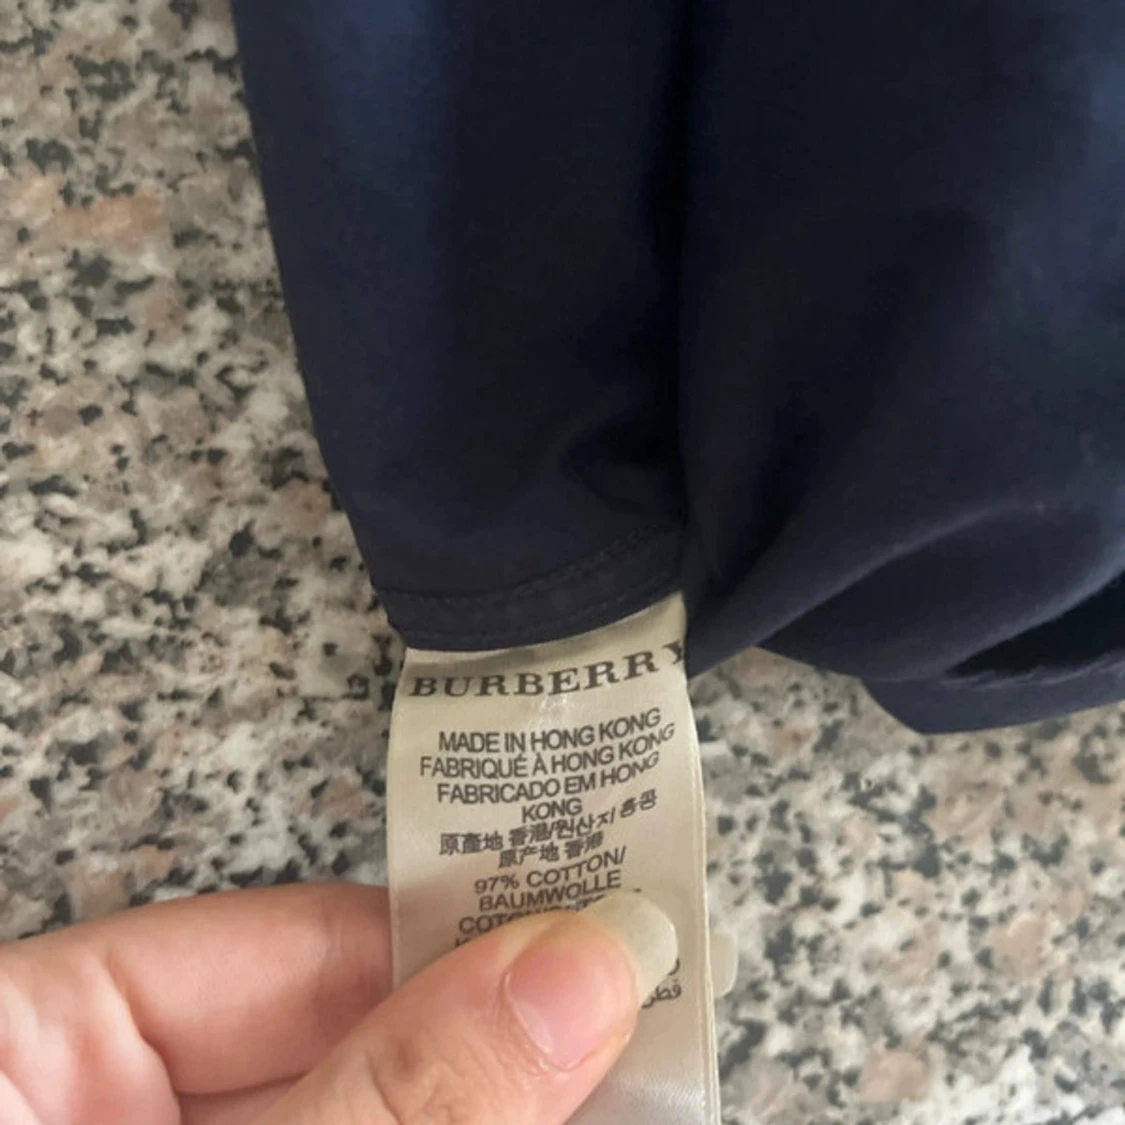 BURBERRY
MADE IN HONG KONG
FABRIQUÉ À HONG KONG
FABRICADO EM HONG
KONG
原產地 香港/원산지 홍콩
原产地 香港
97% COTTON/
BAUMWOLLE
قطن